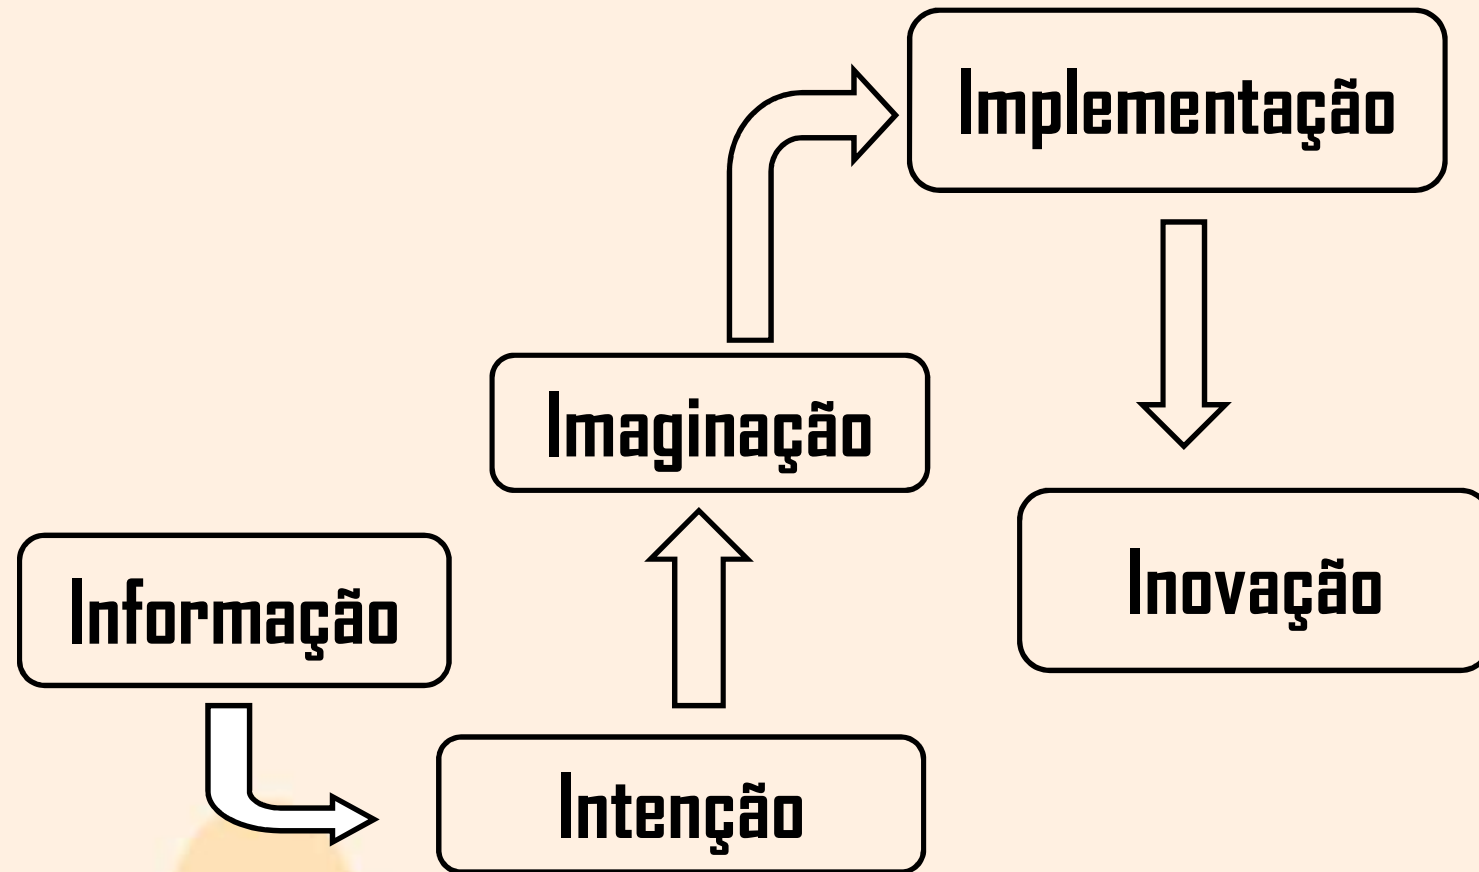 Implementação
Imaginação
Informação
Inovação
Intenção